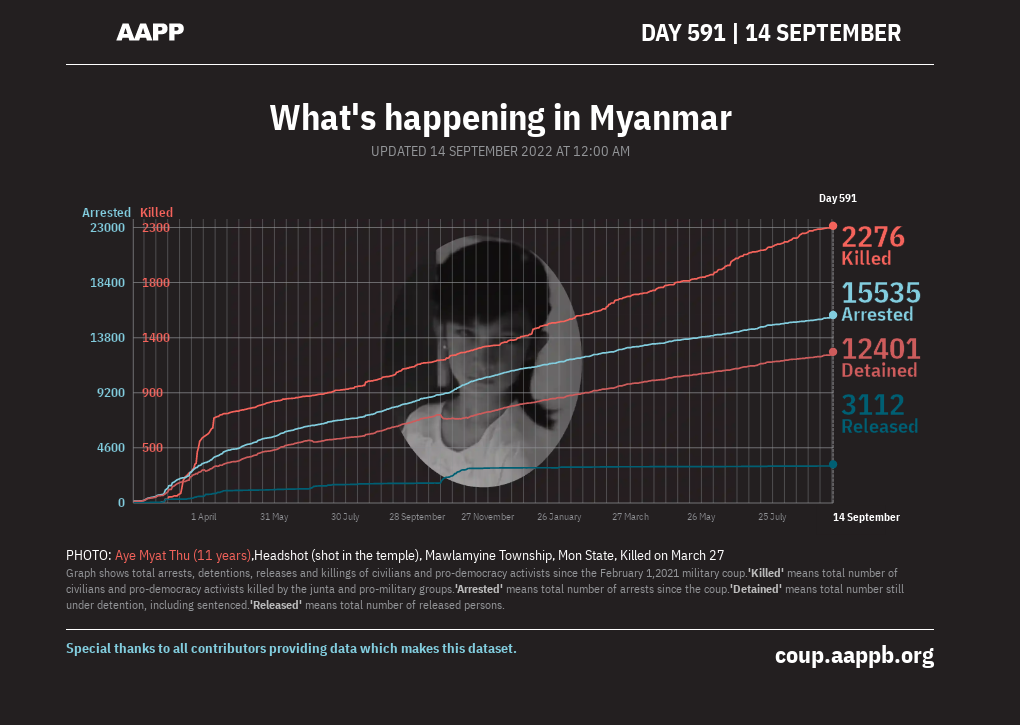 AAPP
DAY 591 | 14 SEPTEMBER
What's happening in Myanmar
UPDATED 14 SEPTEMBER 2022 AT 12:00 AM
Day 591
Arrested Killed
23000 2300
18400 1800
13800 1400
9200 900
4600 500
0
2276
Killed
15535
Arrested
12401
Detained
3112
Released
1 April 31 May 30 July 28 September 27 November 26 January 27 March 26 May 25 July 14 September
PHOTO: Aye Myat Thu (11 years),Headshot (shot in the temple), Mawlamyine Township, Mon State, Killed on March 27
Graph shows total arrests, detentions, releases and killings of civilians and pro-democracy activists since the February 1,2021 military coup.'Killed' means total number of
civilians and pro-democracy activists killed by the junta and pro-military groups.'Arrested' means total number of arrests since the coup.'Detained' means total number still
under detention, including sentenced.'Released' means total number of released persons.
Special thanks to all contributors providing data which makes this dataset.
coup.aappb.org